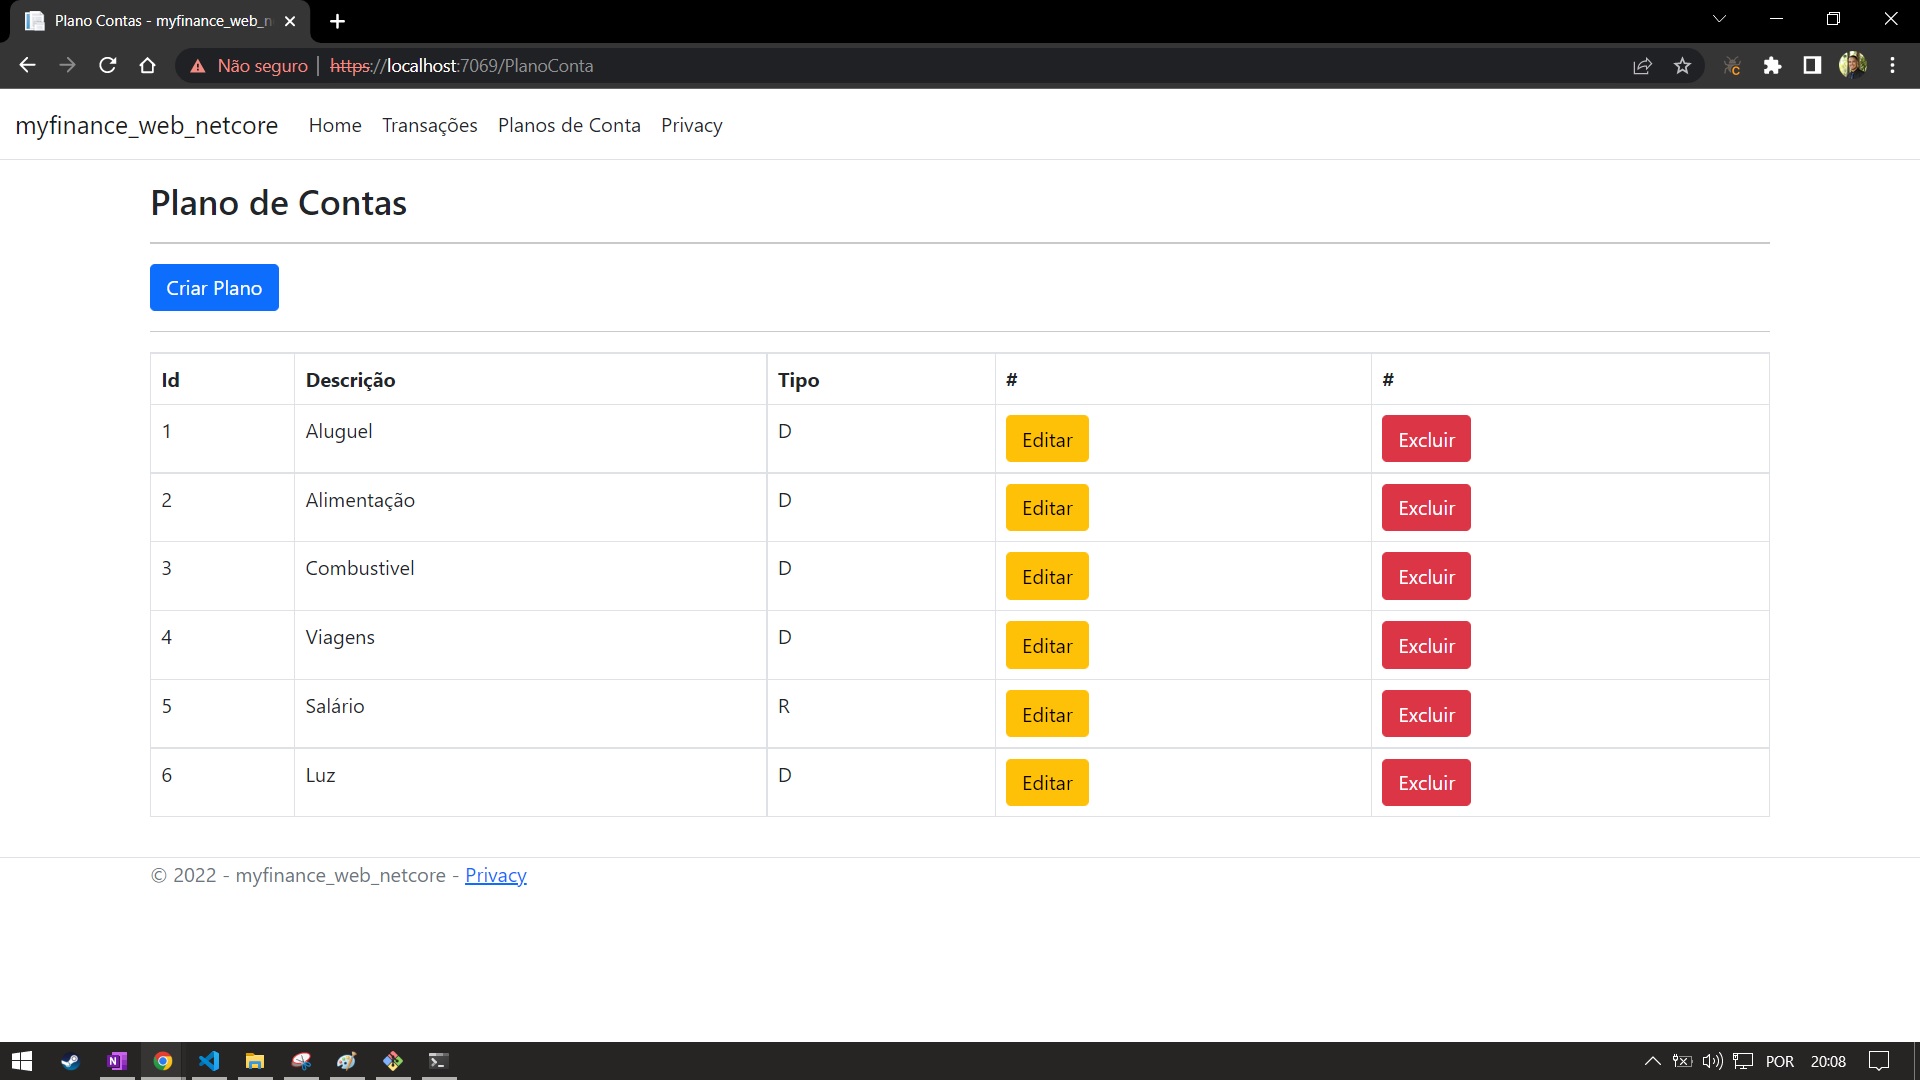 Plano Contas - myfinance_web_n
Não seguro | https://localhost:7069/PlanoConta
myfinance_web_netcore Home Transações Planos de Conta Privacy
Plano de Contas
Criar Plano
Id Descrição Tipo # #
1 Aluguel D Editar Excluir
2 Alimentação D Editar Excluir
3 Combustivel D Editar Excluir
4 Viagens D Editar Excluir
5 Salário R Editar Excluir
6 Luz D Editar Excluir
© 2022 - myfinance_web_netcore - Privacy
POR 20:08